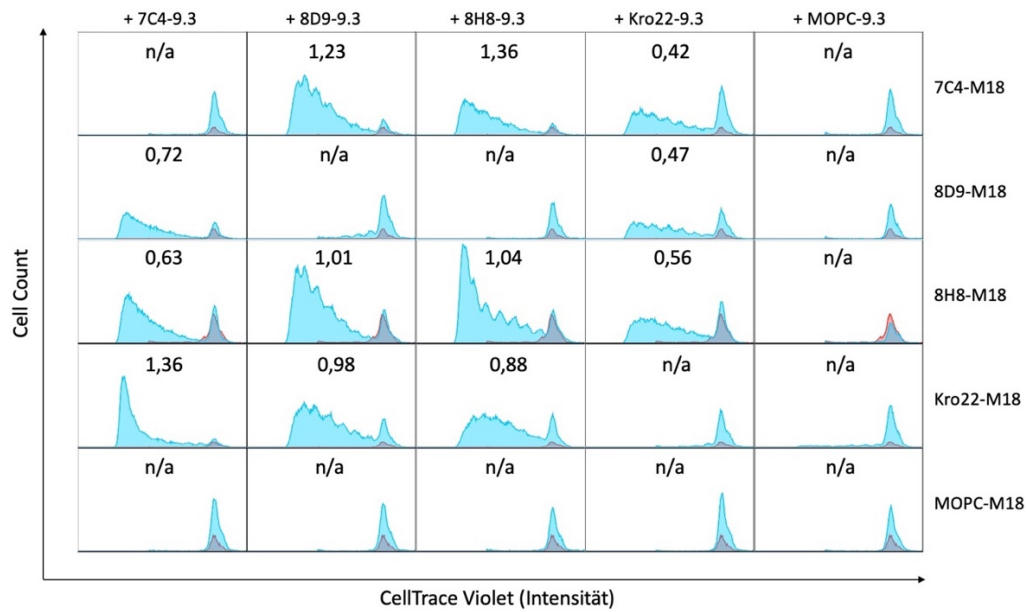 + 7C4-9.3 + 8D9-9.3 + 8H8-9.3 + Kro22-9.3 + MOPC-9.3
n/a 1,23 1,36 0,42 n/a 7C4-M18
0,72 n/a n/a 0,47 n/a 8D9-M18
0,63 1,01 1,04 0,56 n/a 8H8-M18
1,36 0,98 0,88 n/a n/a Kro22-M18
n/a n/a n/a n/a n/a MOPC-M18
Cell Count
CellTrace Violet (Intensität)